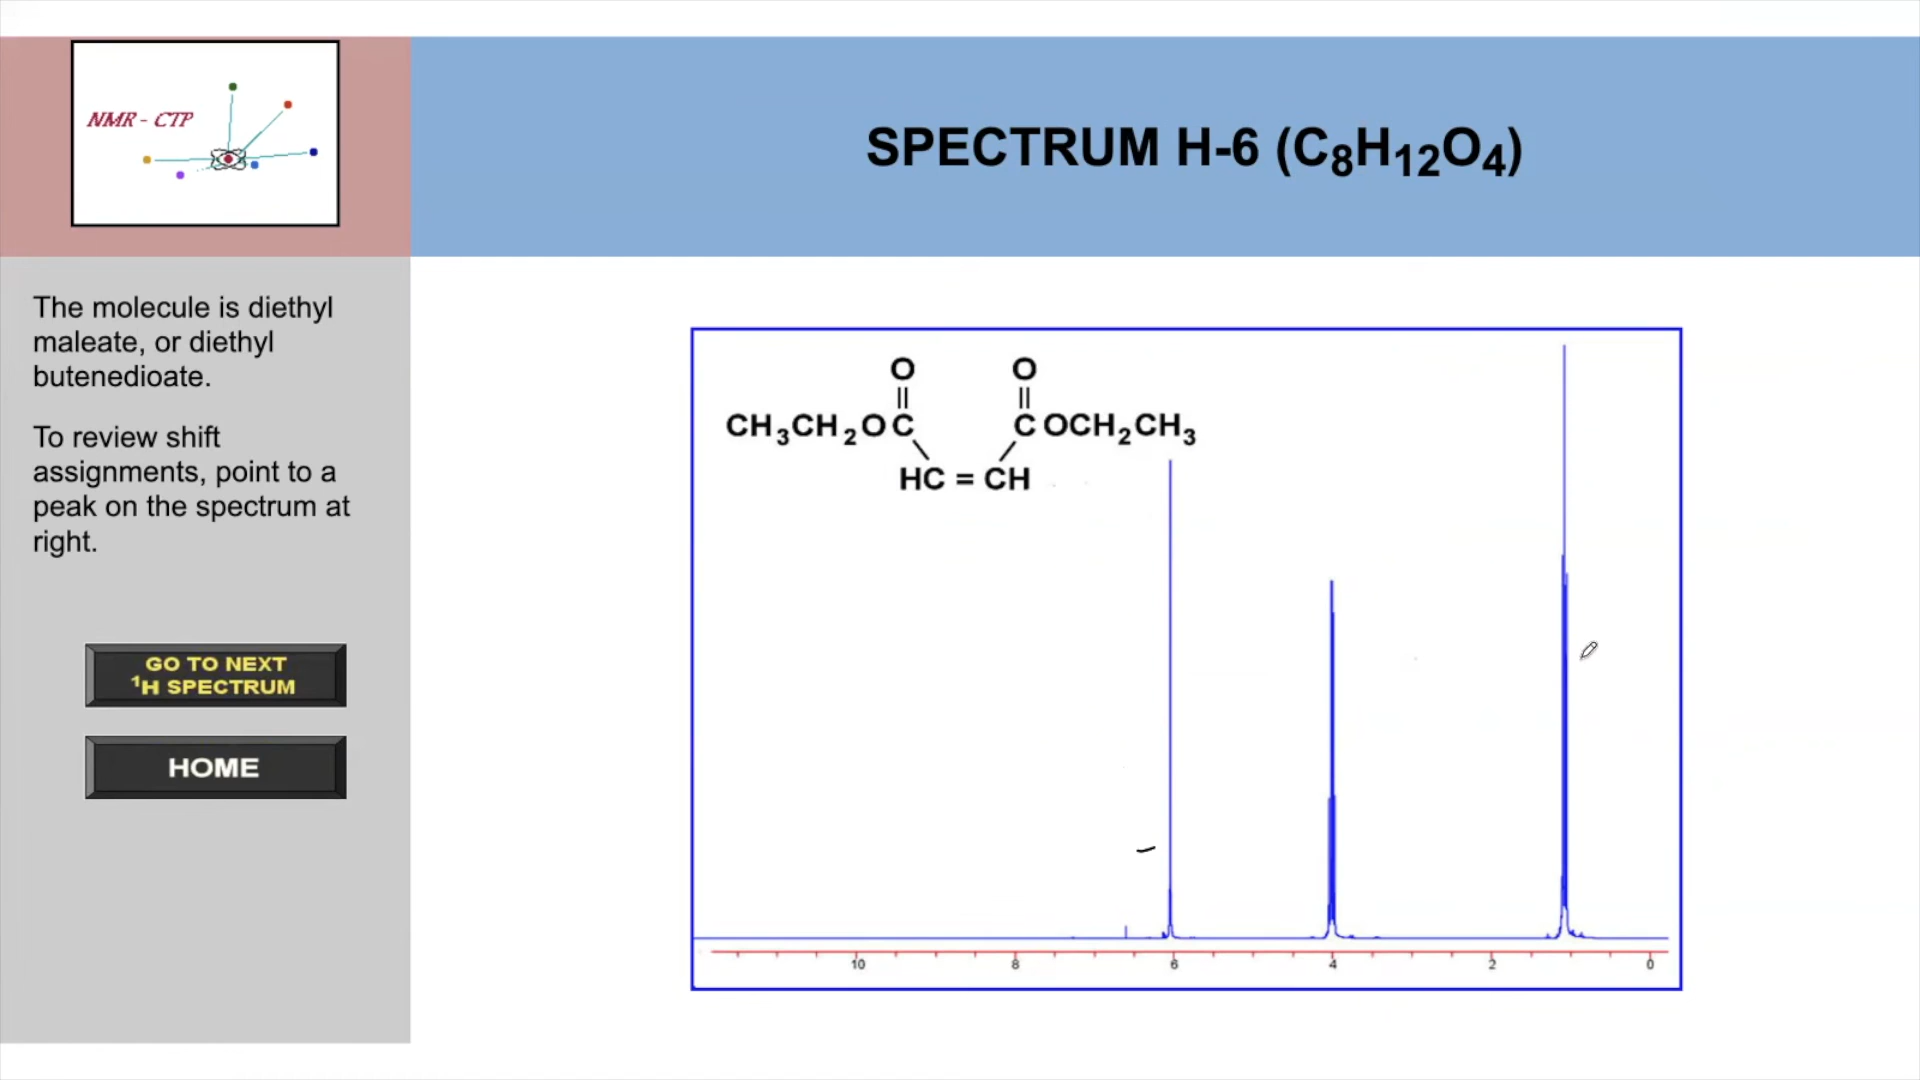 NMR - CTP
SPECTRUM H-6 (C₈H₁₂O₄)
The molecule is diethyl
maleate, or diethyl
butenedioate.
To review shift
assignments, point to a
peak on the spectrum at
right.
GO TO NEXT
¹H SPECTRUM
HOME
O O
|| ||
CH₃CH₂OC COCH₂CH₃
HC = CH
10 8 6 4 2 0